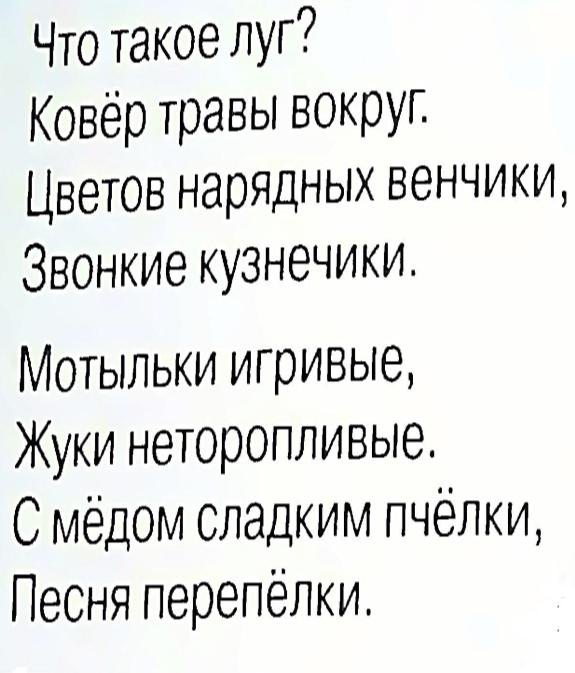 Что такое луг?
Ковёр травы вокруг.
Цветов нарядных венчики,
Звонкие кузнечики.
Мотыльки игривые,
Жуки неторопливые.
С мёдом сладким пчёлки,
Песня перепёлки.